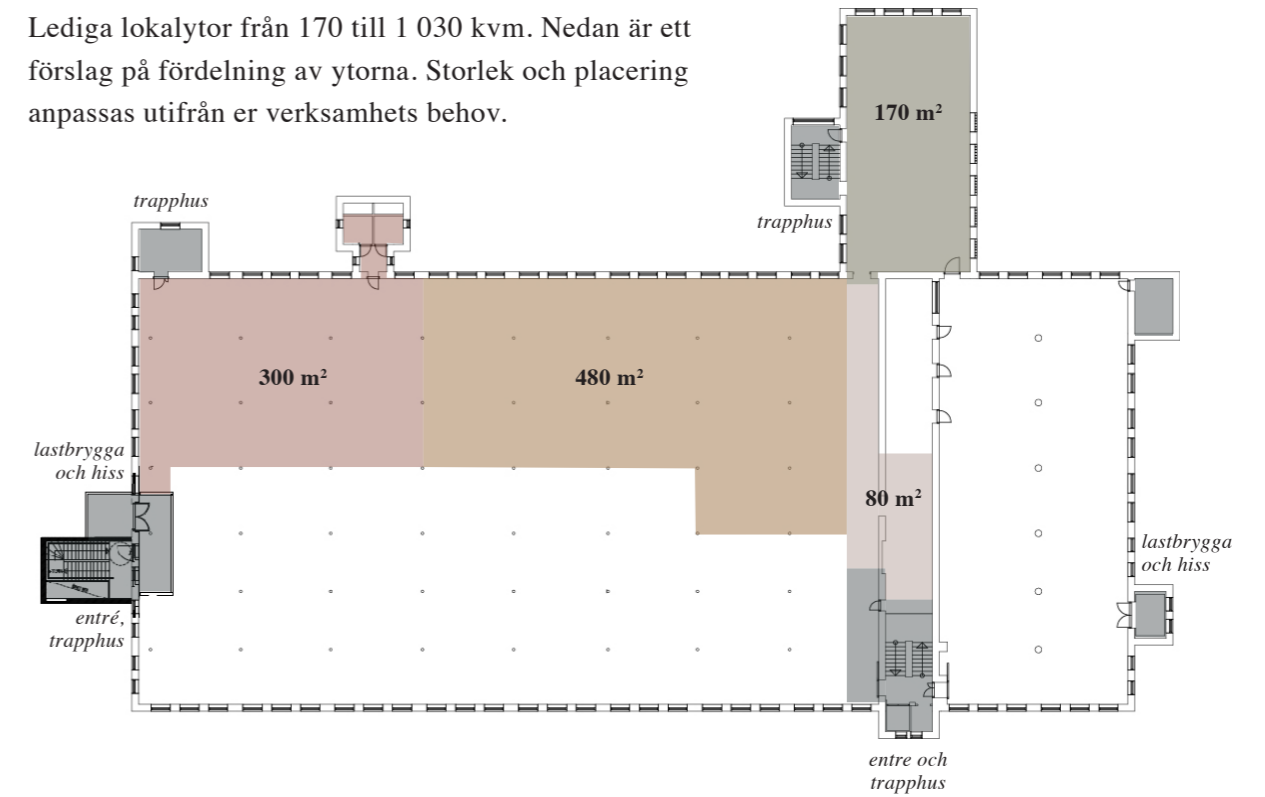 Lediga lokalytor från 170 till 1 030 kvm. Nedan är ett
förslag på fördelning av ytorna. Storlek och placering
anpassas utifrån er verksamhets behov.
170 m²
trapphus
trapphus
300 m²
480 m²
lastbrygga
och hiss
80 m²
lastbrygga
och hiss
entré,
trapphus
entre och
trapphus